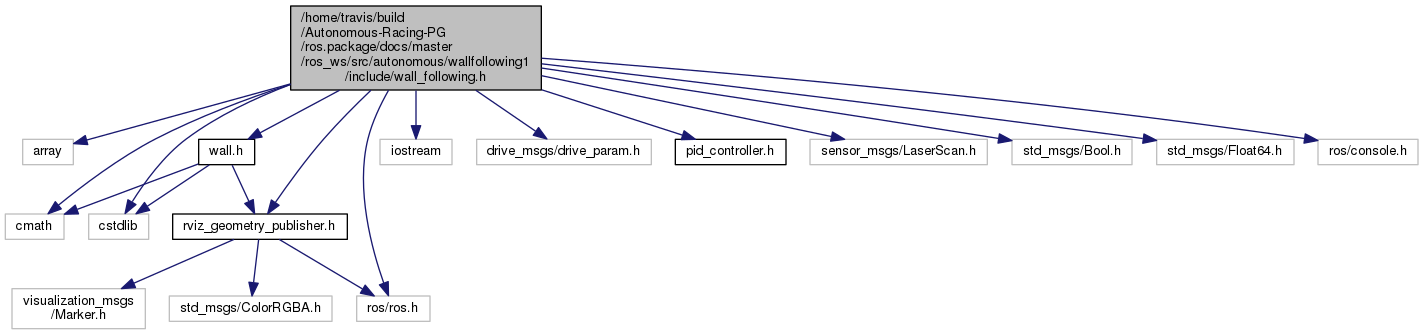 /home/travis/build
/Autonomous-Racing-PG
/ros.package/docs/master
/ros_ws/src/autonomous/wallfollowing1
/include/wall_following.h
array
wall.h
iostream
drive_msgs/drive_param.h
pid_controller.h
sensor_msgs/LaserScan.h
std_msgs/Bool.h
std_msgs/Float64.h
ros/console.h
cmath
cstdlib
rviz_geometry_publisher.h
visualization_msgs
/Marker.h
std_msgs/ColorRGBA.h
ros/ros.h